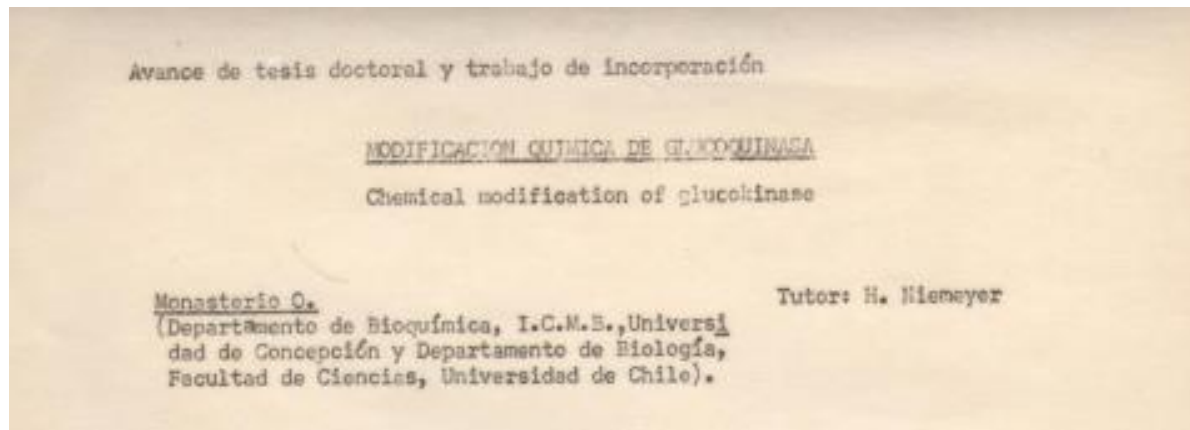 Avance de tesis doctoral y trabajo de incorporación
MODIFICACION QUIMICA DE GLUCOQUINASA
Chemical modification of glucokinase
Monasterio O.
Tutor: H. Niemeyer
(Departamento de Bioquímica, I.C.M.B.,Universi
dad de Concepción y Departamento de Biología,
Facultad de Ciencias, Universidad de Chile).